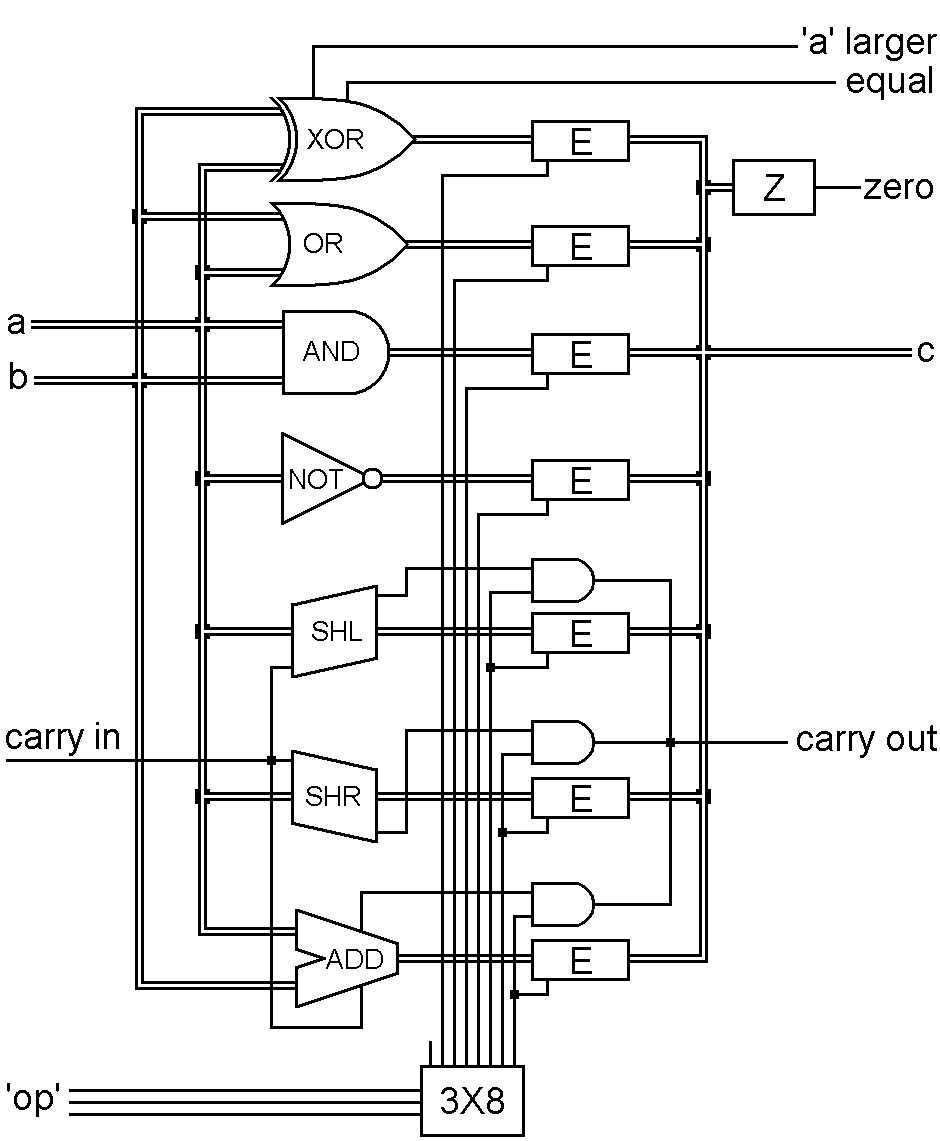 'a' larger
equal
XOR
E
Z
zero
OR
E
a
AND
E
c
b
NOT
E
SHL
E
carry in
carry out
SHR
E
ADD
E
'op'
3X8